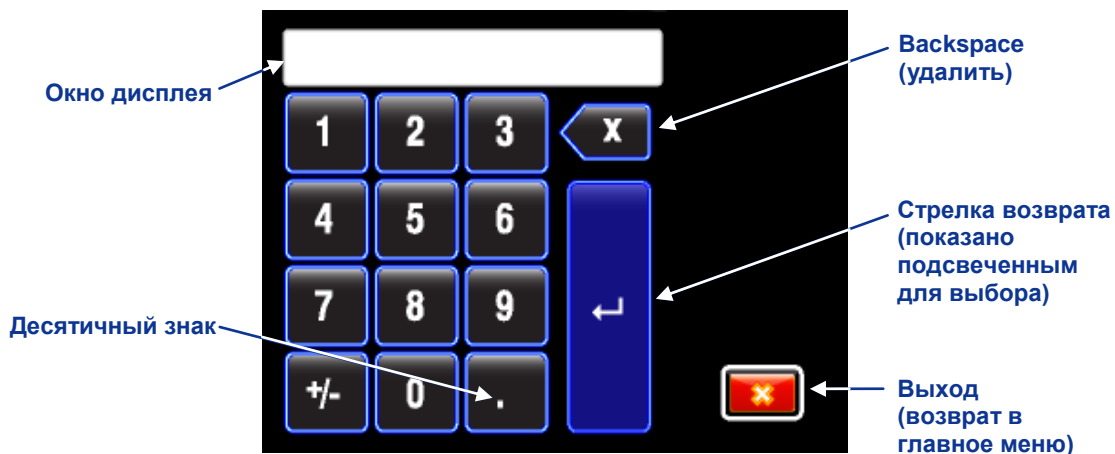 Окно дисплея
Backspace
(удалить)
1 2 3 X
4 5 6
Стрелка возврата
(показано
подсвеченным
для выбора)
7 8 9 ↵
Десятичный знак
+/- 0 .
Выход
(возврат в
главное меню)